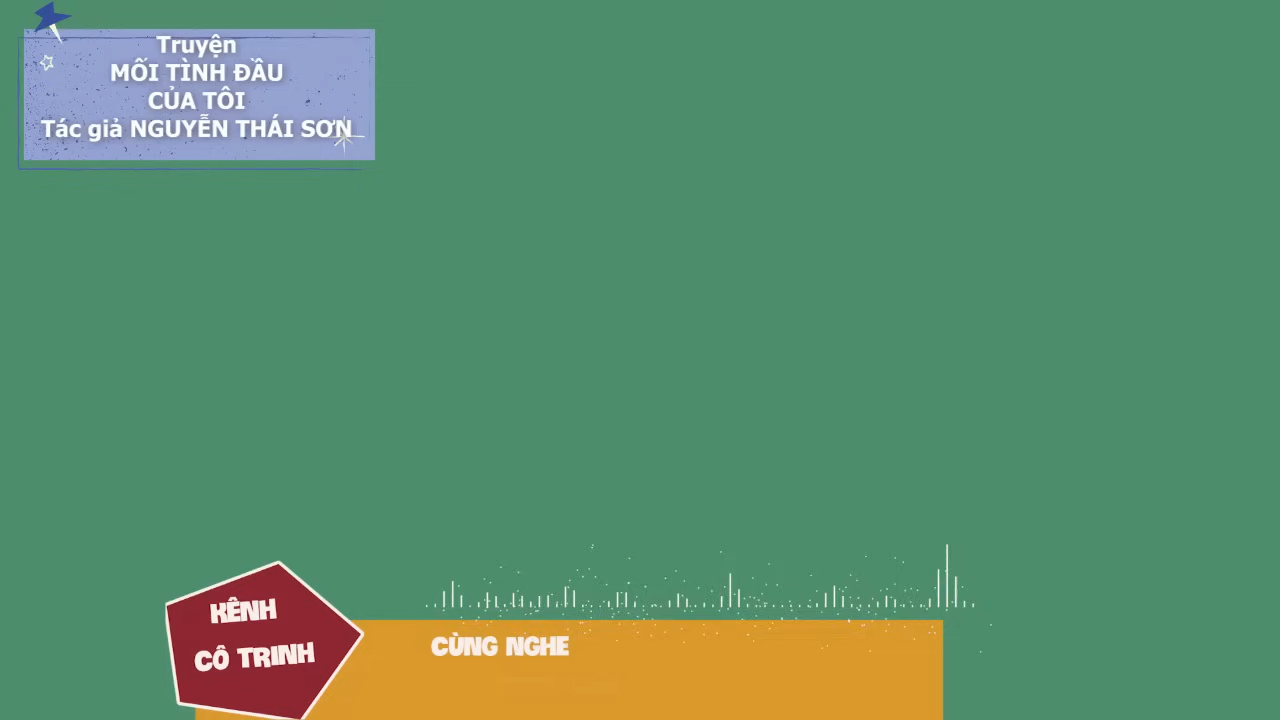 Truyện
MỐI TÌNH ĐẦU
CỦA TÔI
Tác giả NGUYỄN THÁI SƠN
KÊNH
CÔ TRINH
CÙNG NGHE